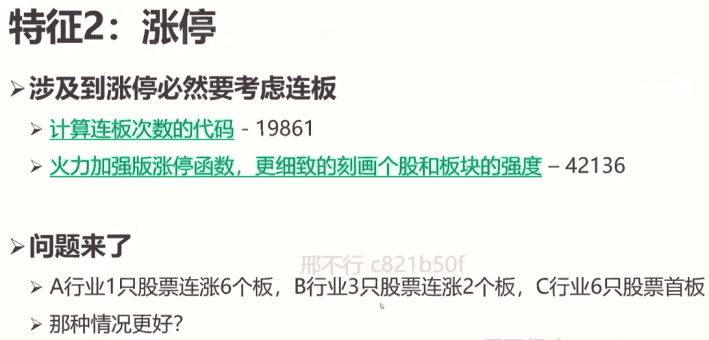 特征2：涨停
➢涉及到涨停必然要考虑连板
➢计算连板次数的代码 - 19861
➢火力加强版涨停函数，更细致的刻画个股和板块的强度 – 42136
➢问题来了
邢不行 c821b50f
➢A行业1只股票连涨6个板，B行业3只股票连涨2个板，C行业6只股票首板
➢那种情况更好？